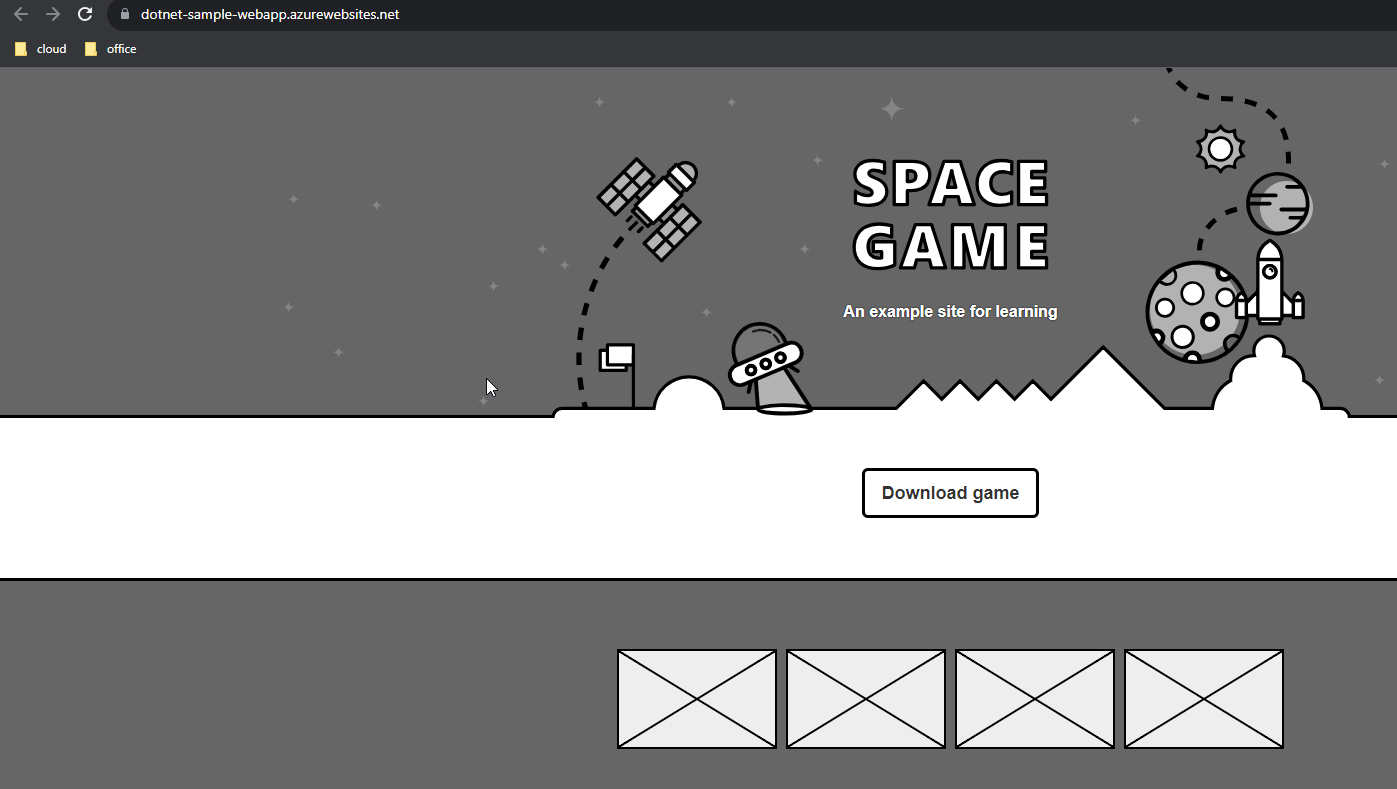 dotnet-sample-webapp.azurewebsites.net
cloud office
SPACE
GAME
An example site for learning
Download game